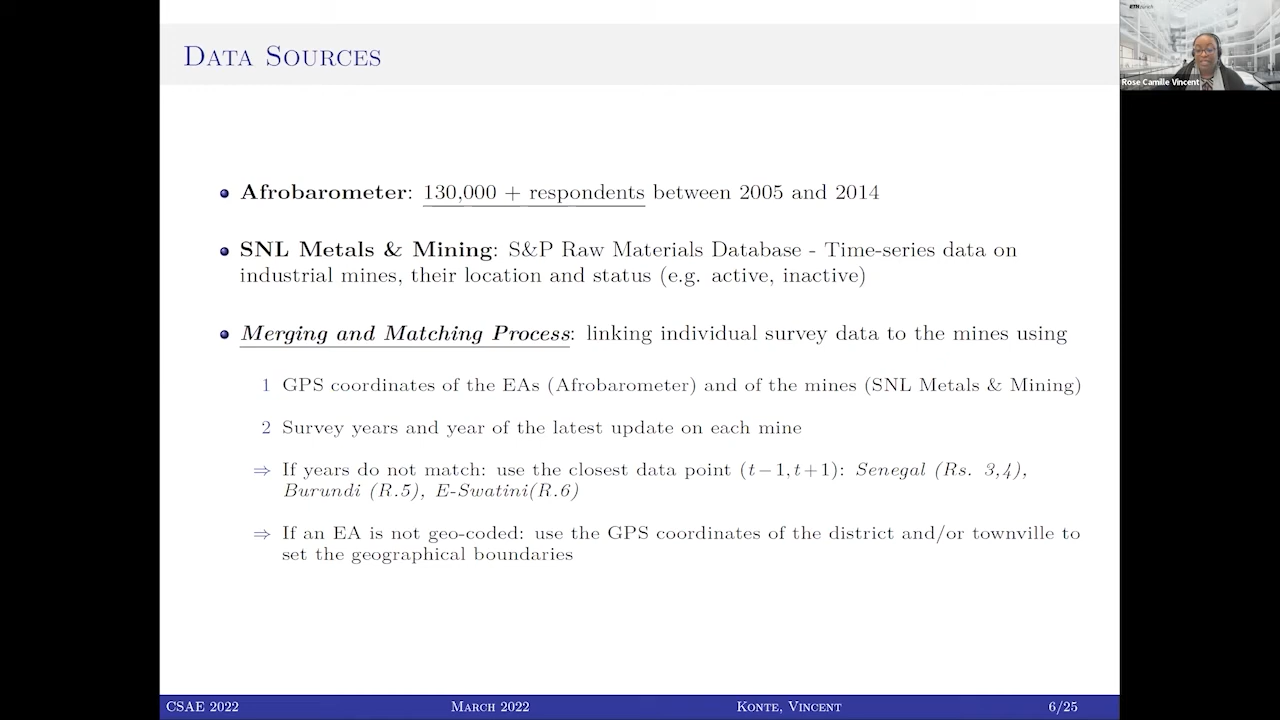 ETH zürich
Rose Camille Vincent
DATA SOURCES
Afrobarometer: 130,000 + respondents between 2005 and 2014
SNL Metals & Mining: S&P Raw Materials Database - Time-series data on
industrial mines, their location and status (e.g. active, inactive)
Merging and Matching Process: linking individual survey data to the mines using
1 GPS coordinates of the EAs (Afrobarometer) and of the mines (SNL Metals & Mining)
2 Survey years and year of the latest update on each mine
⇒ If years do not match: use the closest data point (t−1, t+1): Senegal (Rs. 3,4),
Burundi (R.5), E-Swatini(R.6)
⇒ If an EA is not geo-coded: use the GPS coordinates of the district and/or townville to
set the geographical boundaries
CSAE 2022 MARCH 2022 KONTE, VINCENT 6/25